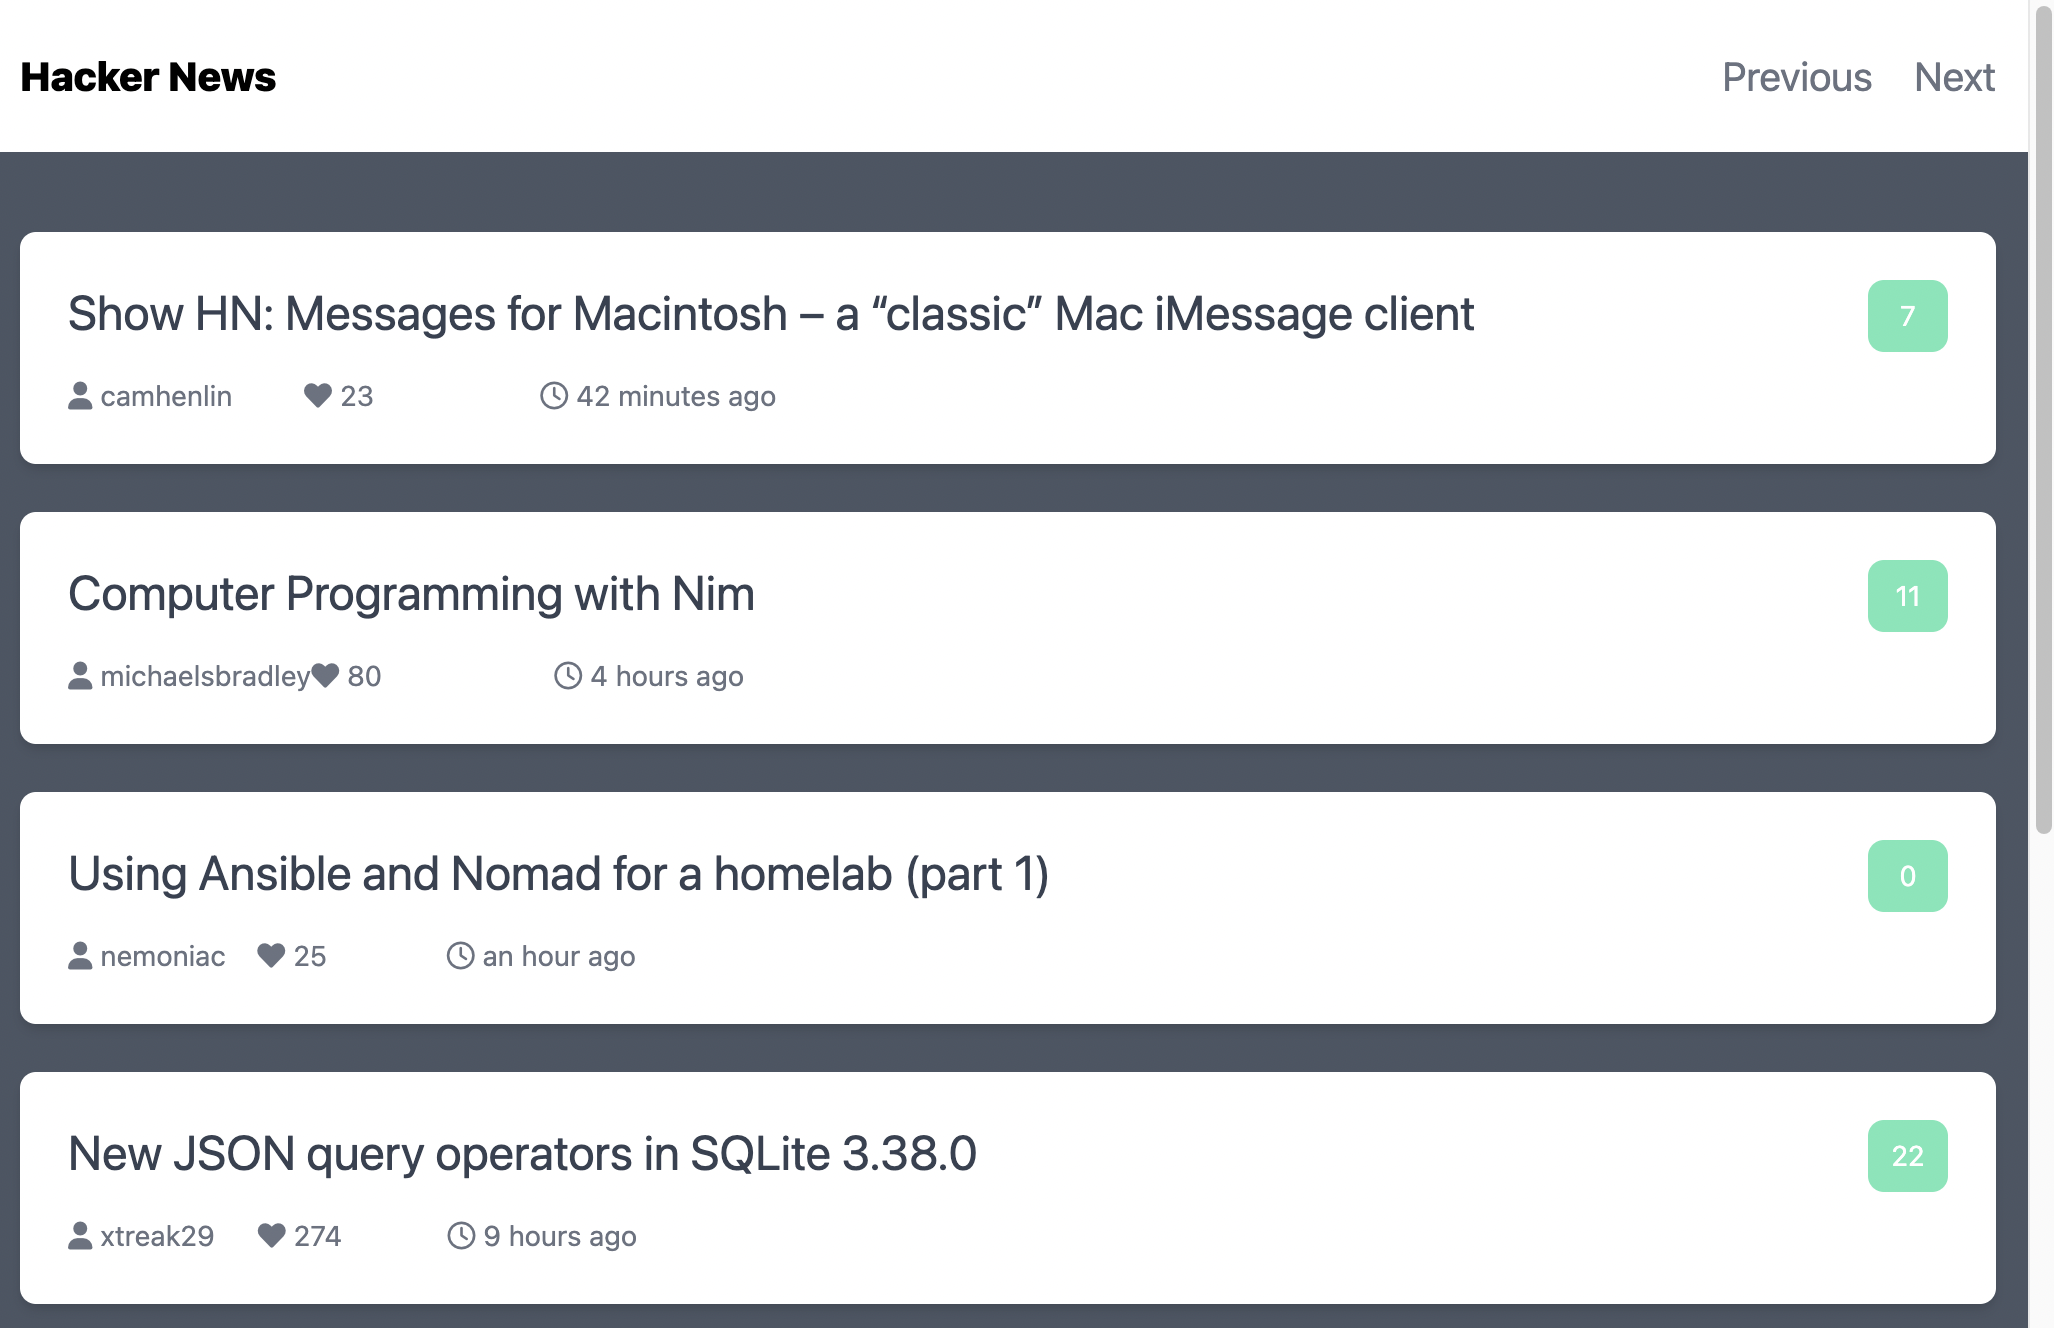 Hacker News
Previous Next
Show HN: Messages for Macintosh – a “classic” Mac iMessage client
7
camhenlin 23 42 minutes ago
Computer Programming with Nim
11
michaelsbradley 80 4 hours ago
Using Ansible and Nomad for a homelab (part 1)
0
nemoniac 25 an hour ago
New JSON query operators in SQLite 3.38.0
22
xtreak29 274 9 hours ago